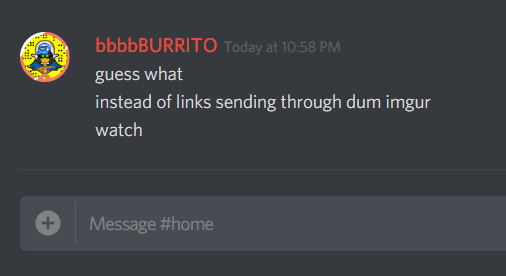 bbbbBURRITO Today at 10:58 PM
guess what
instead of links sending through dum imgur
watch
Message #home